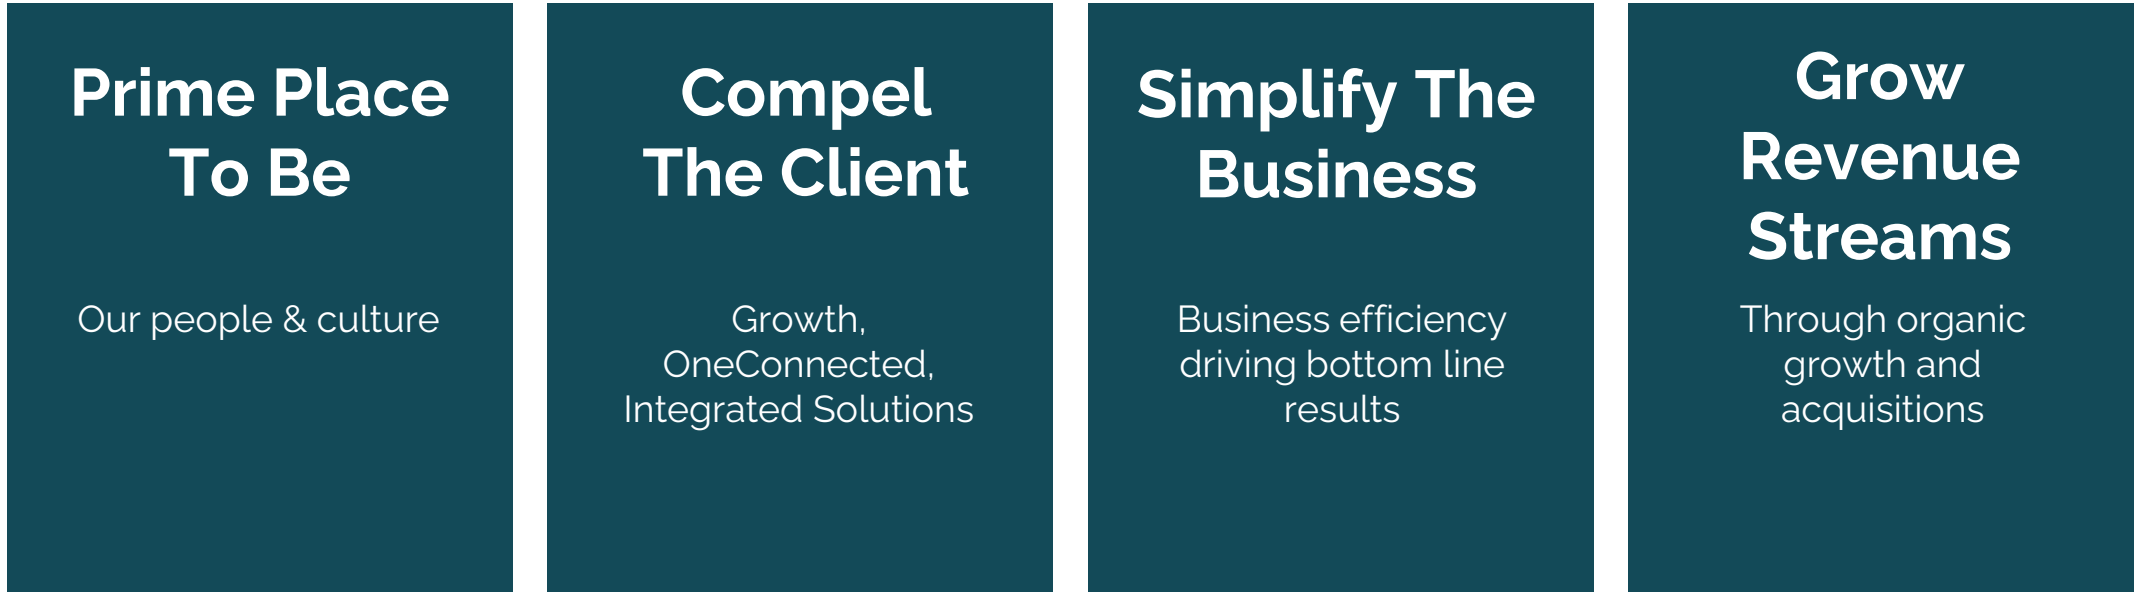 Prime Place
To Be
Our people & culture
Compel
The Client
Growth,
OneConnected,
Integrated Solutions
Simplify The
Business
Business efficiency
driving bottom line
results
Grow
Revenue
Streams
Through organic
growth and
acquisitions